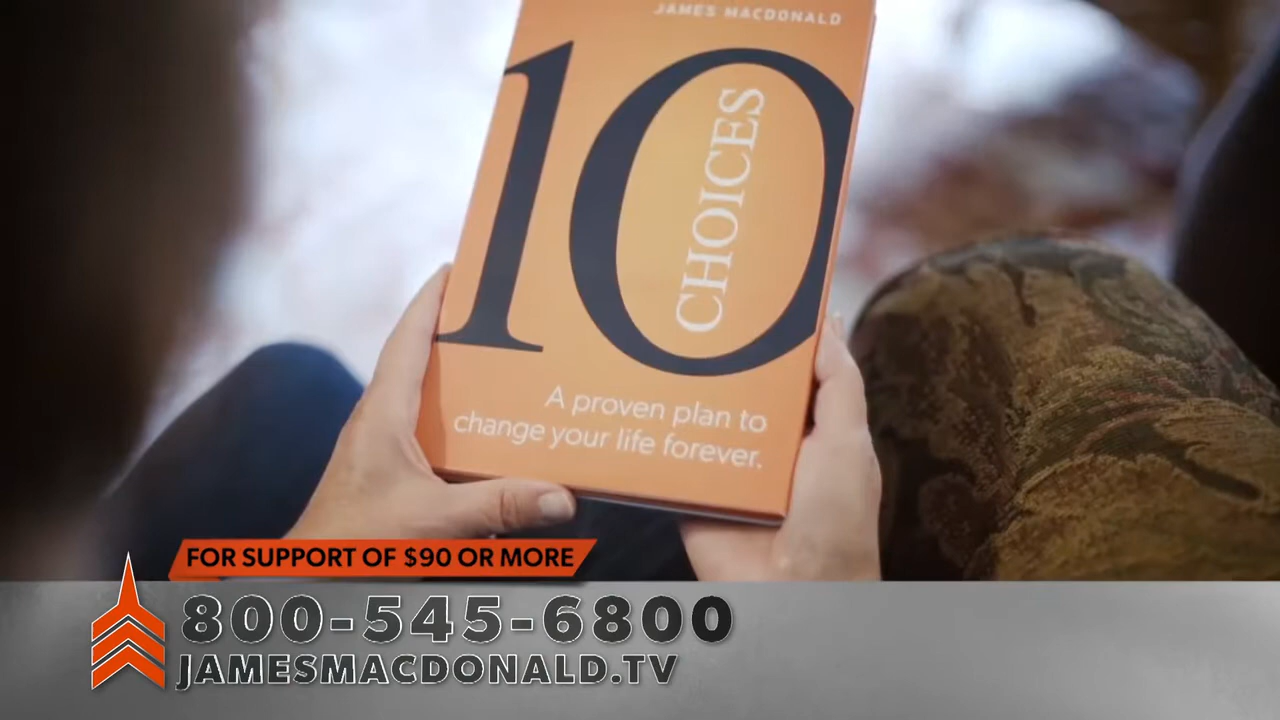 JAMES MACDONALD
10
CHOICES
A proven plan to
change your life forever.
FOR SUPPORT OF $90 OR MORE
800-545-6800
JAMESMACDONALD.TV